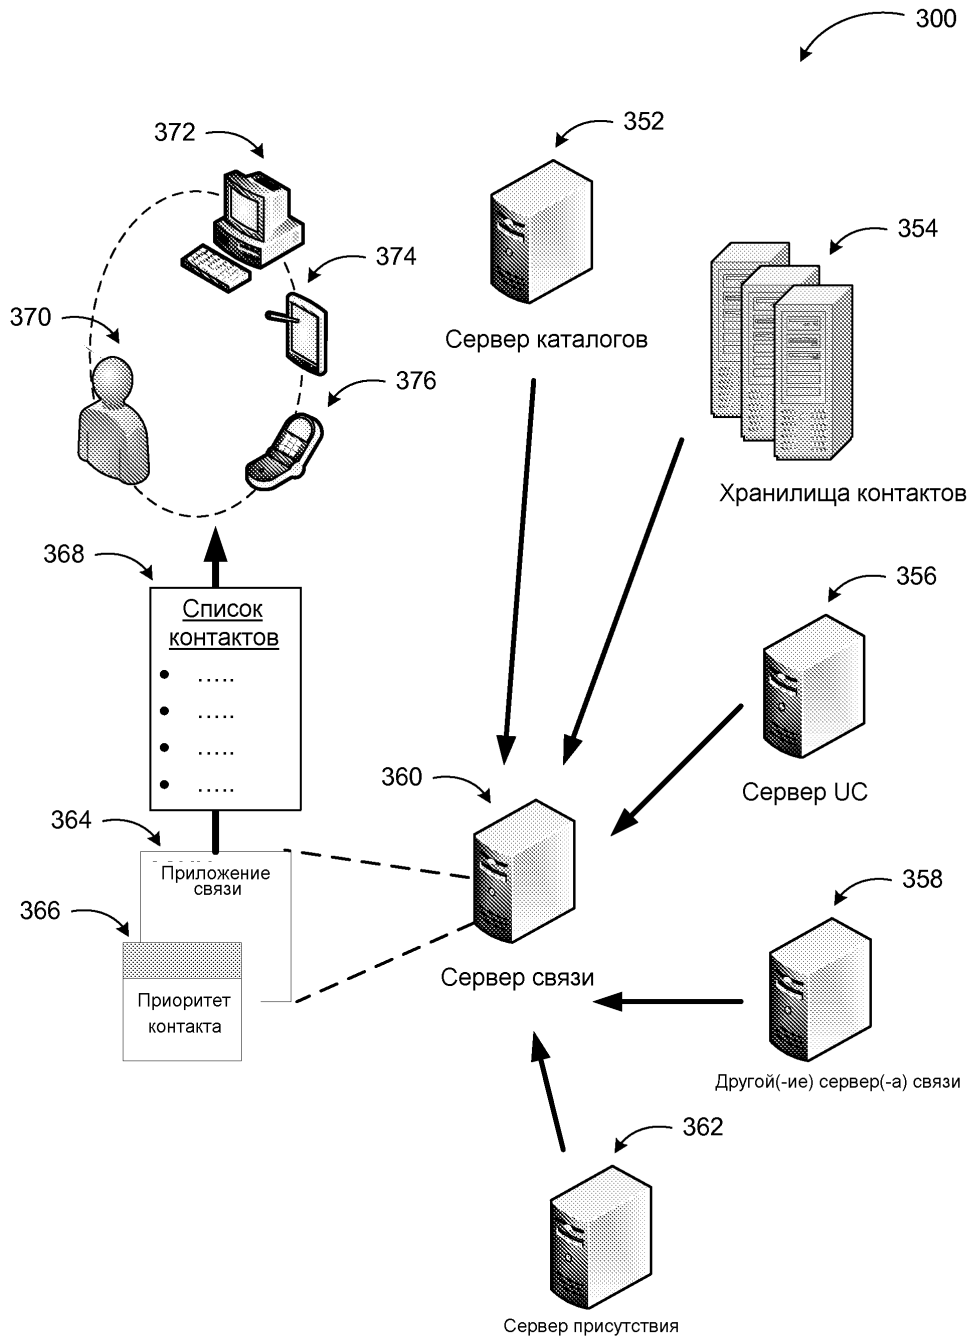 300
372
352
354
374
370
376
Сервер каталогов
Хранилища контактов
368
356
Список
контактов
.....
.....
.....
.....
360
Сервер UC
364
Приложение
связи
358
366
Сервер связи
Приоритет
контакта
Другой(-ие) сервер(-а) связи
362
Сервер присутствия